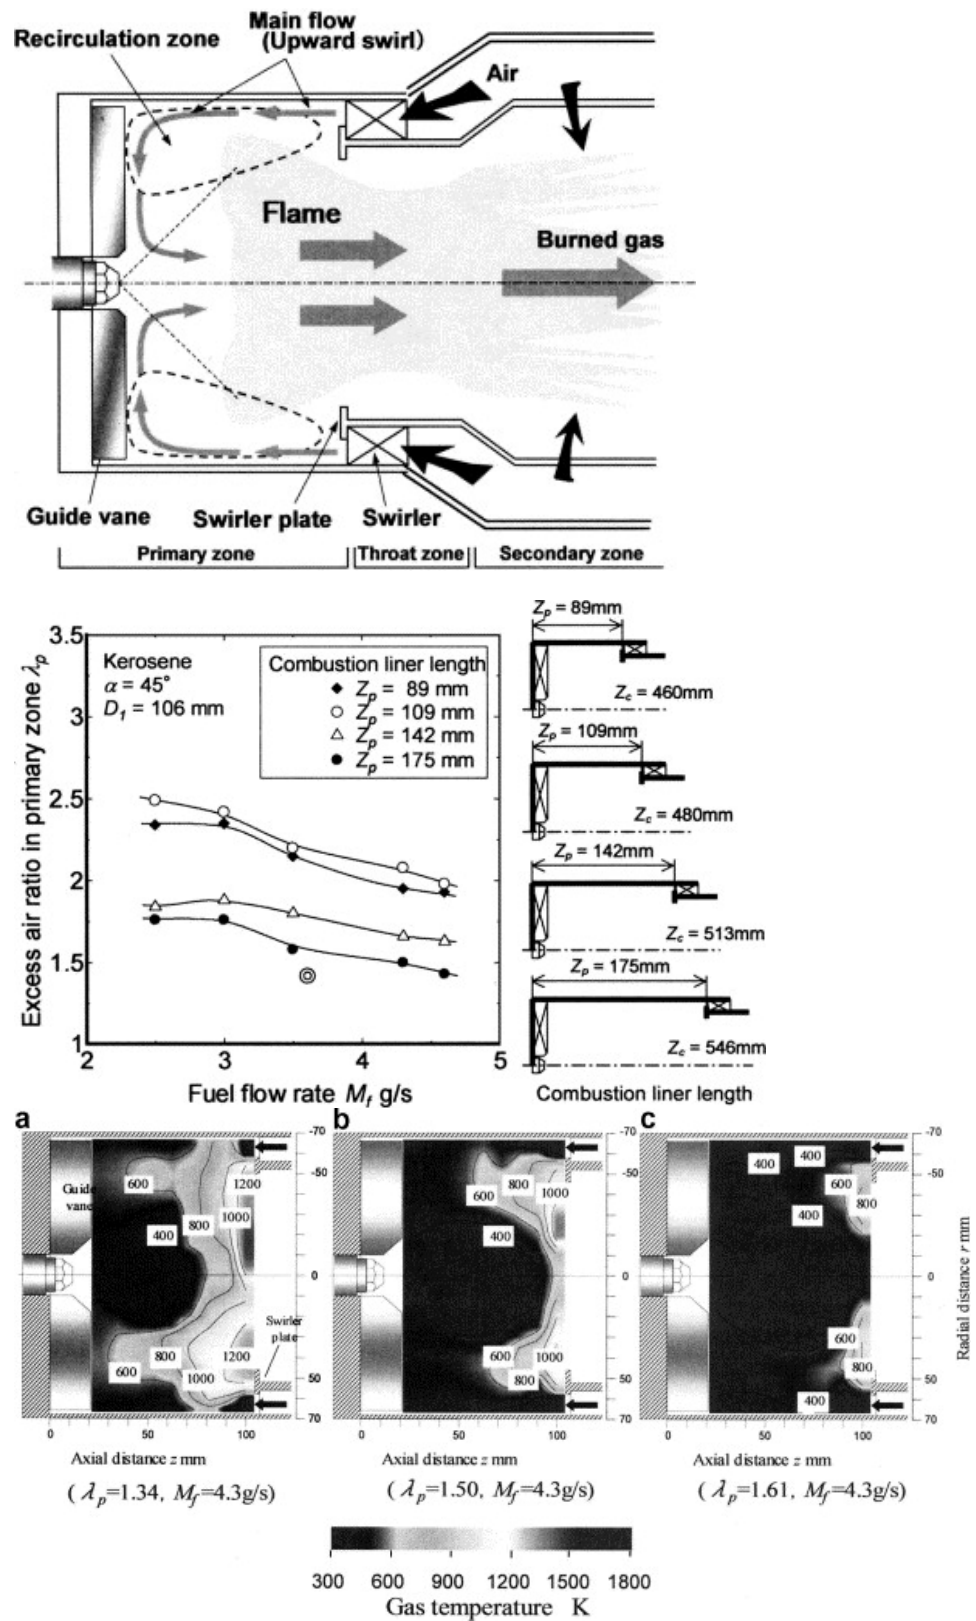 Main flow
(Upward swirl)
Recirculation zone
Air
Flame
Burned gas
Guide vane
Swirler plate
Swirler
Primary zone
Throat zone
Secondary zone
3.5
3
2.5
2
1.5
1
Excess air ratio in primary zone λp
Kerosene
α = 45°
D1 = 106 mm
Combustion liner length
Zp = 89 mm
Zp = 109 mm
Zp = 142 mm
Zp = 175 mm
2 3 4 5
Fuel flow rate Mf g/s
Zp = 89mm
Zc = 460mm
Zp = 109mm
Zc = 480mm
Zp = 142mm
Zc = 513mm
Zp = 175mm
Zc = 546mm
Combustion liner length
a
Guide
vane
600
400
800
1000
1200
600
800
1000
1200
Swirler
plate
-70
-50
0
50
70
0 50 100
Axial distance z mm
(λp=1.34, Mf=4.3g/s)
b
600
800
1000
400
600
800
1000
-70
-50
0
50
70
0 50 100
Axial distance z mm
(λp=1.50, Mf=4.3g/s)
c
400
400
600
800
400
600
800
400
-70
-50
0
50
70
Radial distance r mm
0 50 100
Axial distance z mm
(λp=1.61, Mf=4.3g/s)
300 600 900 1200 1500 1800
Gas temperature K